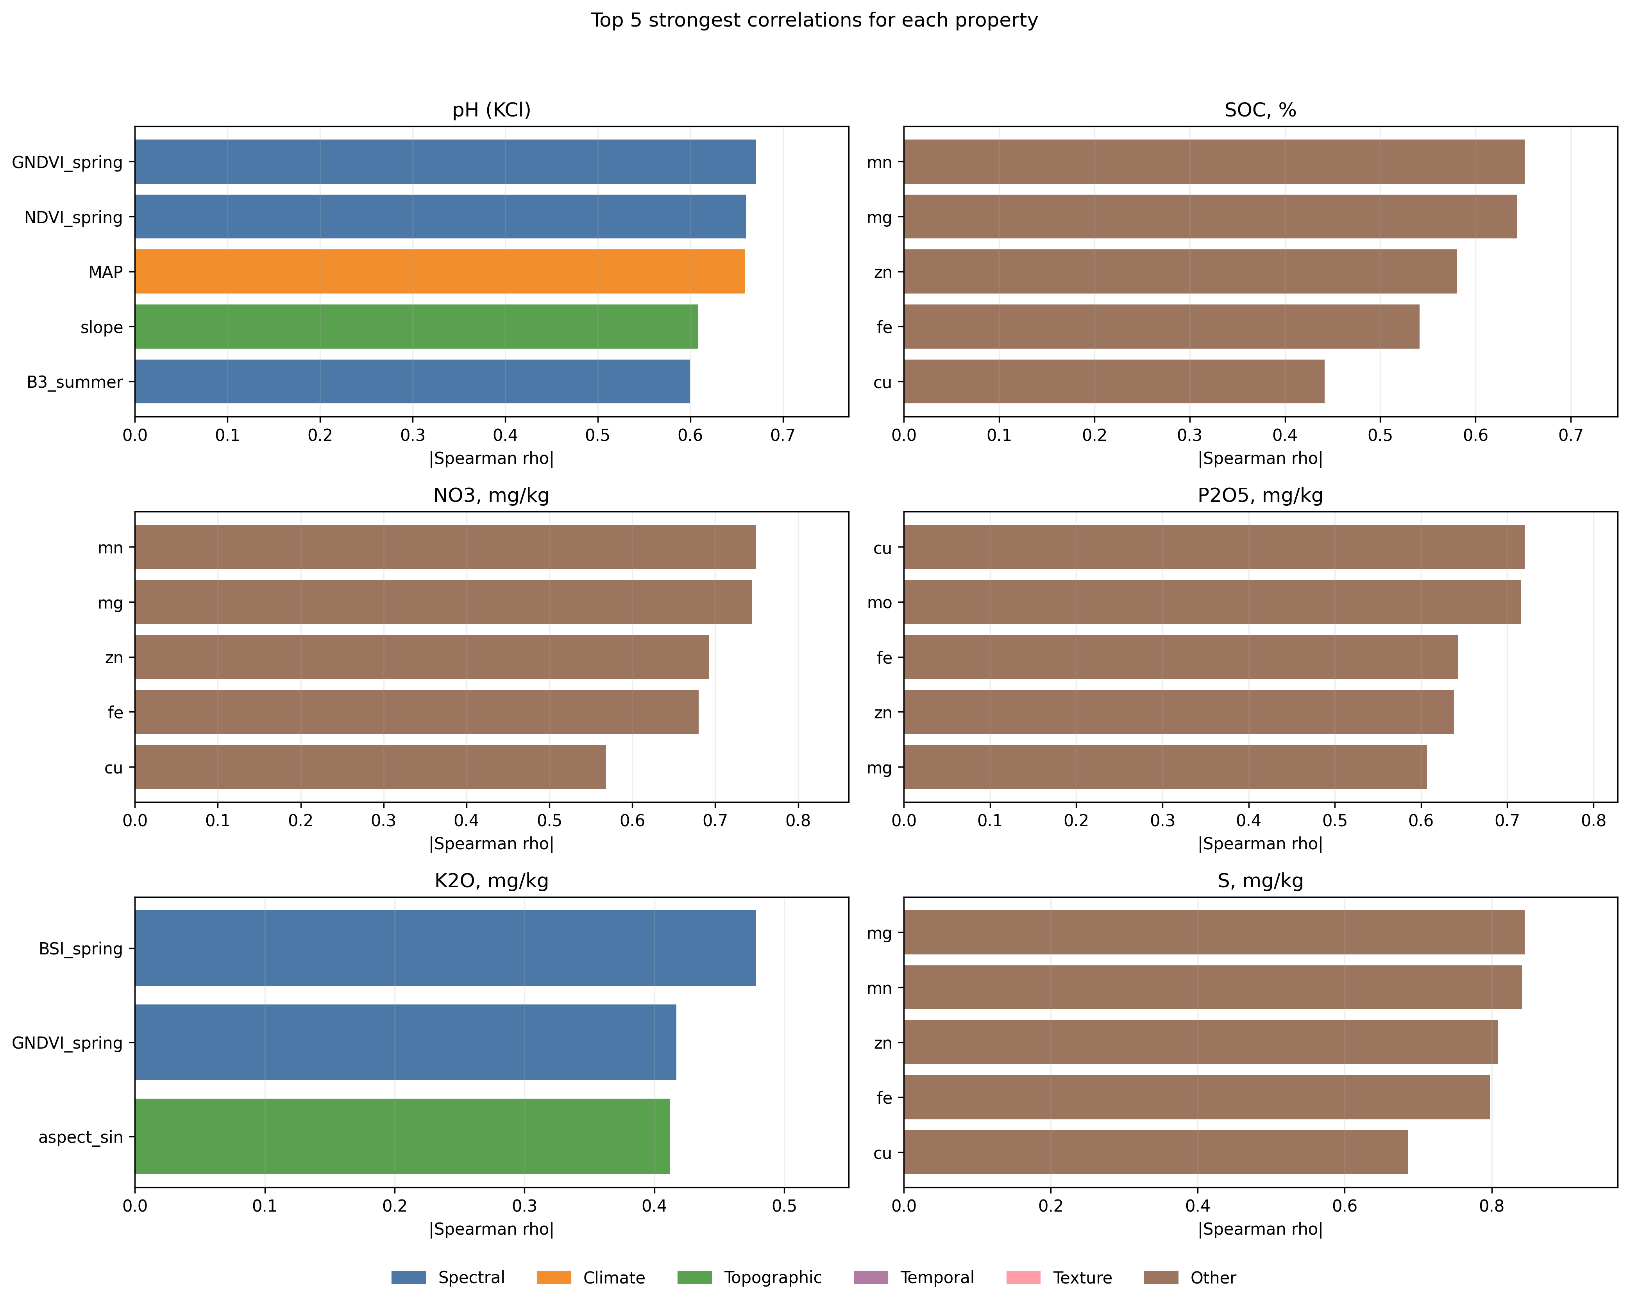 Top 5 strongest correlations for each property
pH (KCl)
GNDVI_spring
NDVI_spring
MAP
slope
B3_summer
0.0 0.1 0.2 0.3 0.4 0.5 0.6 0.7
|Spearman rho|
SOC, %
mn
mg
zn
fe
cu
0.0 0.1 0.2 0.3 0.4 0.5 0.6 0.7
|Spearman rho|
NO3, mg/kg
mn
mg
zn
fe
cu
0.0 0.1 0.2 0.3 0.4 0.5 0.6 0.7 0.8
|Spearman rho|
P2O5, mg/kg
cu
mo
fe
zn
mg
0.0 0.1 0.2 0.3 0.4 0.5 0.6 0.7 0.8
|Spearman rho|
K2O, mg/kg
BSI_spring
GNDVI_spring
aspect_sin
0.0 0.1 0.2 0.3 0.4 0.5
|Spearman rho|
S, mg/kg
mg
mn
zn
fe
cu
0.0 0.2 0.4 0.6 0.8
|Spearman rho|
Spectral Climate Topographic Temporal Texture Other